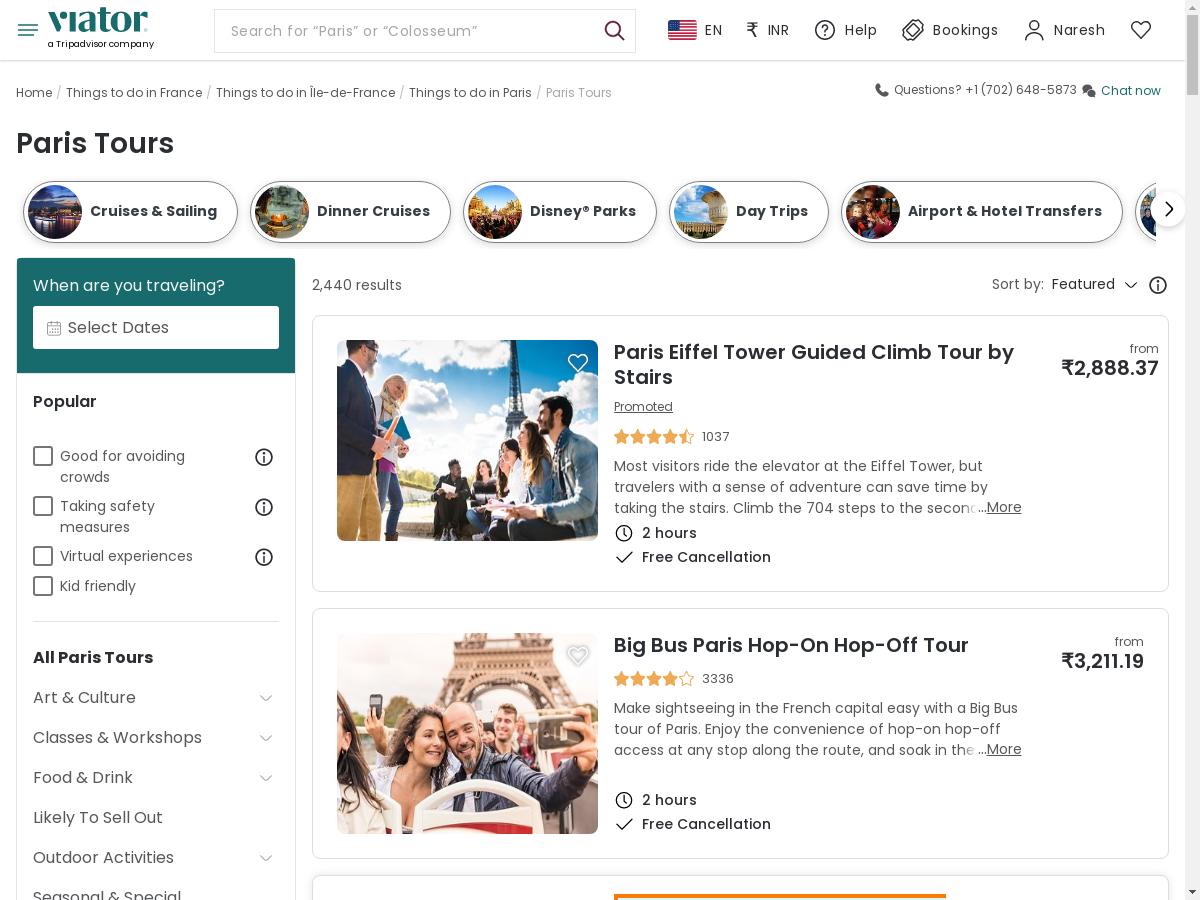 viator
a Tripadvisor company
Search for “Paris” or “Colosseum”
EN
₹ INR
Help
Bookings
Naresh
Home / Things to do in France / Things to do in Île-de-France / Things to do in Paris / Paris Tours
Questions? +1 (702) 648-5873 Chat now
Paris Tours
Cruises & Sailing
Dinner Cruises
Disney® Parks
Day Trips
Airport & Hotel Transfers
When are you traveling?
Select Dates
Popular
Good for avoiding
crowds
Taking safety
measures
Virtual experiences
Kid friendly
All Paris Tours
Art & Culture
Classes & Workshops
Food & Drink
Likely To Sell Out
Outdoor Activities
Seasonal & Special
2,440 results
Sort by: Featured
Paris Eiffel Tower Guided Climb Tour by
Stairs
from
₹2,888.37
Promoted
1037
Most visitors ride the elevator at the Eiffel Tower, but
travelers with a sense of adventure can save time by
taking the stairs. Climb the 704 steps to the second ...More
2 hours
Free Cancellation
Big Bus Paris Hop-On Hop-Off Tour
from
₹3,211.19
3336
Make sightseeing in the French capital easy with a Big Bus
tour of Paris. Enjoy the convenience of hop-on hop-off
access at any stop along the route, and soak in the ...More
2 hours
Free Cancellation